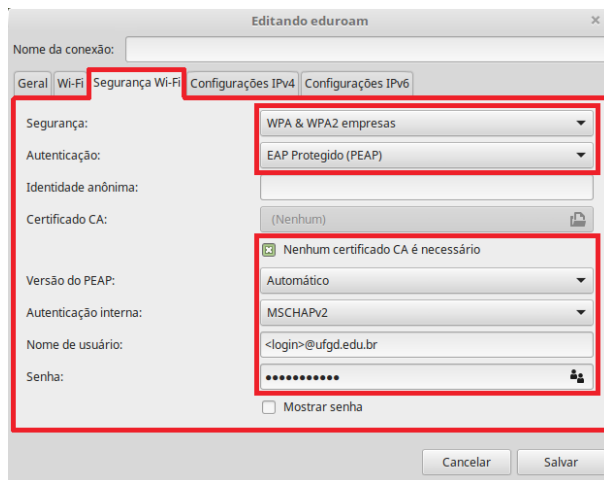 Editando eduroam
Nome da conexão:
Geral Wi-Fi Segurança Wi-Fi Configurações IPv4 Configurações IPv6
Segurança: WPA & WPA2 empresas
Autenticação: EAP Protegido (PEAP)
Identidade anônima:
Certificado CA: (Nenhum)
Nenhum certificado CA é necessário
Versão do PEAP: Automático
Autenticação interna: MSCHAPv2
Nome de usuário: <login>@ufgd.edu.br
Senha: •••••••••••
Mostrar senha
Cancelar Salvar